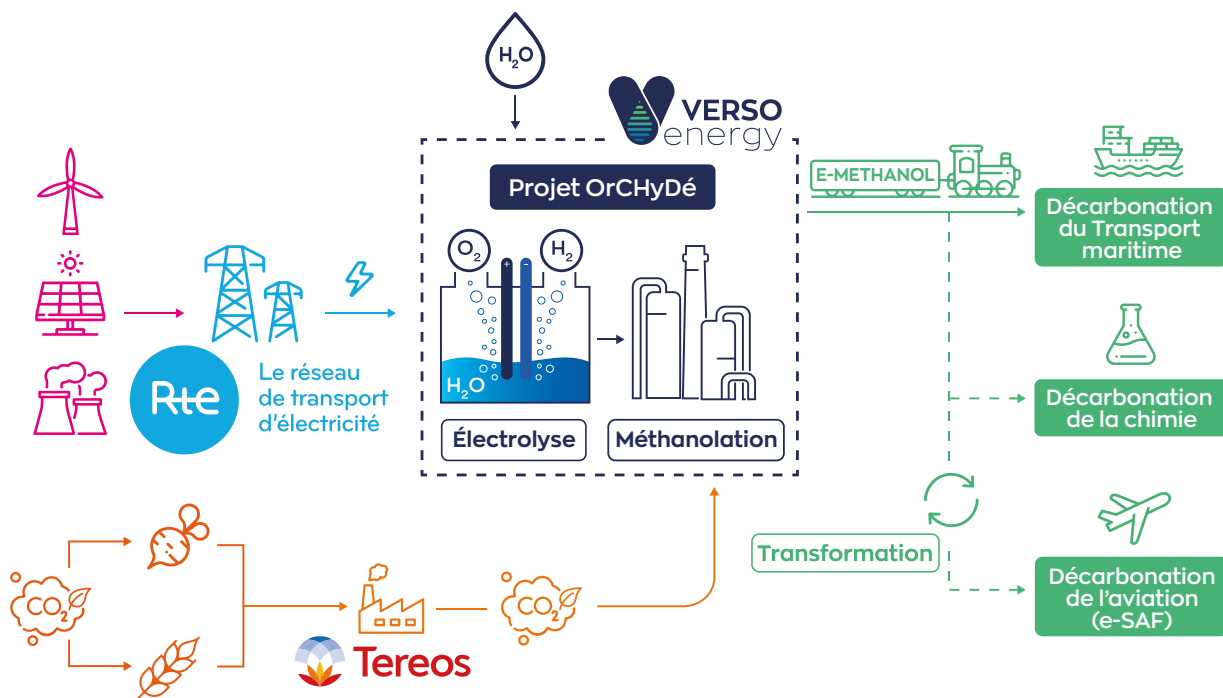 H₂O
VERSO
energy
Projet OrCHyDé
O₂
H₂
+
-
H₂O
Électrolyse
Méthanolation
Rte
Le réseau
de transport
d'électricité
E-METHANOL
Décarbonation
du Transport
maritime
Décarbonation
de la chimie
Transformation
Décarbonation
de l'aviation
(e-SAF)
CO₂
Tereos
CO₂